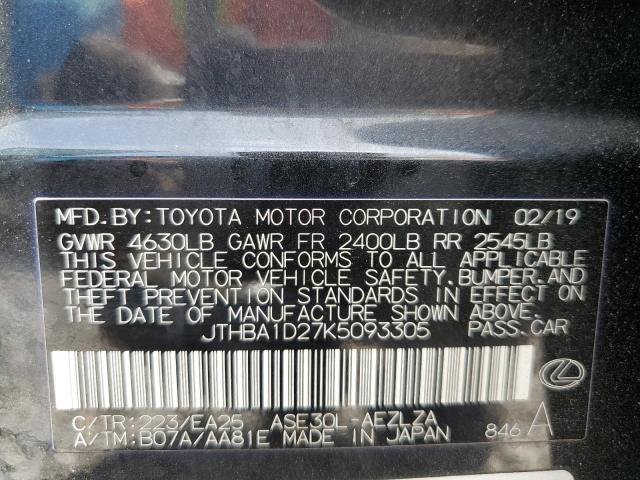 MFD. BY: TOYOTA MOTOR CORPORATION 02/19
GVWR 4630LB GAWR FR 2400LB RR 2545LB
THIS VEHICLE CONFORMS TO ALL APPLICABLE
FEDERAL MOTOR VEHICLE SAFETY, BUMPER, AND
THEFT PREVENTION STANDARDS IN EFFECT ON
THE DATE OF MANUFACTURE SHOWN ABOVE.
JTHBA1D27K5093305 PASS. CAR
C/TR: 223/EA25 ASE30L-AEZLZA
A/TM: B07A/AA81E MADE IN JAPAN 846 A